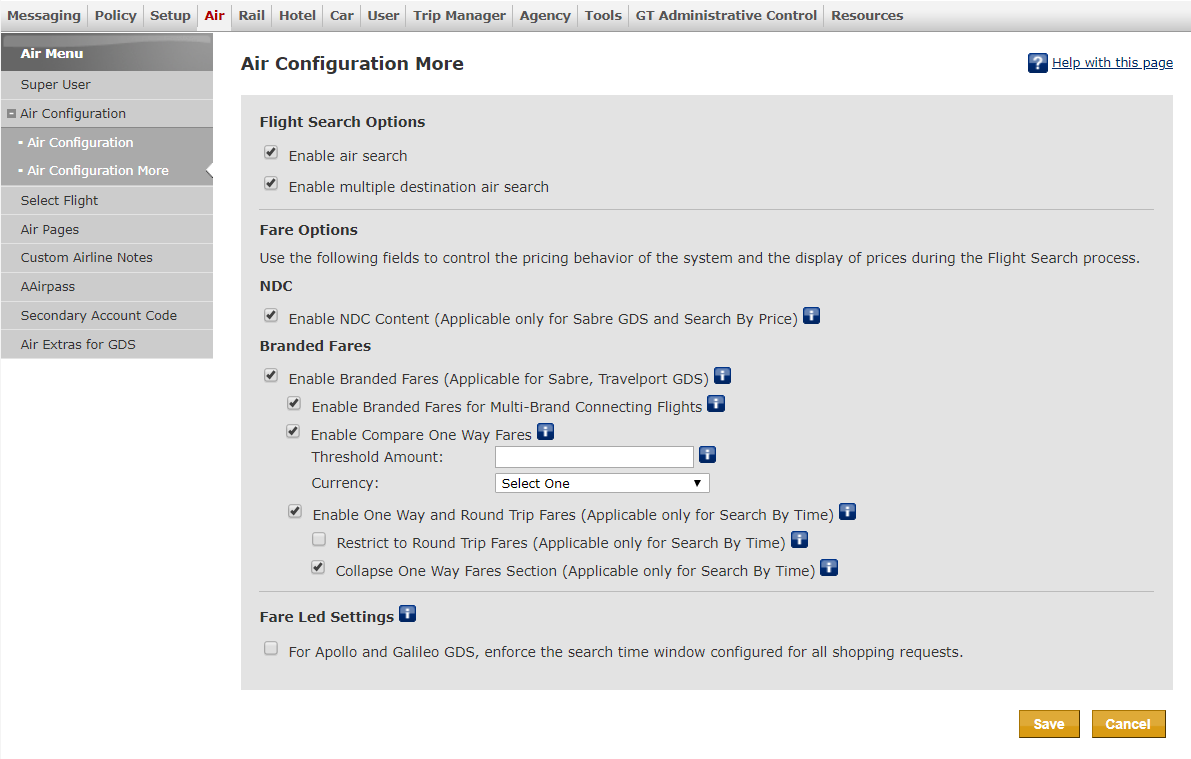 Messaging Policy Setup Air Rail Hotel Car User Trip Manager Agency Tools GT Administrative Control Resources
Air Menu
Super User
Air Configuration
Air Configuration
Air Configuration More
Select Flight
Air Pages
Custom Airline Notes
AAirpass
Secondary Account Code
Air Extras for GDS
Air Configuration More
? Help with this page
Flight Search Options
Enable air search
Enable multiple destination air search
Fare Options
Use the following fields to control the pricing behavior of the system and the display of prices during the Flight Search process.
NDC
Enable NDC Content (Applicable only for Sabre GDS and Search By Price) i
Branded Fares
Enable Branded Fares (Applicable for Sabre, Travelport GDS) i
Enable Branded Fares for Multi-Brand Connecting Flights i
Enable Compare One Way Fares i
Threshold Amount: i
Currency: Select One
Enable One Way and Round Trip Fares (Applicable only for Search By Time) i
Restrict to Round Trip Fares (Applicable only for Search By Time) i
Collapse One Way Fares Section (Applicable only for Search By Time) i
Fare Led Settings i
For Apollo and Galileo GDS, enforce the search time window configured for all shopping requests.
Save Cancel